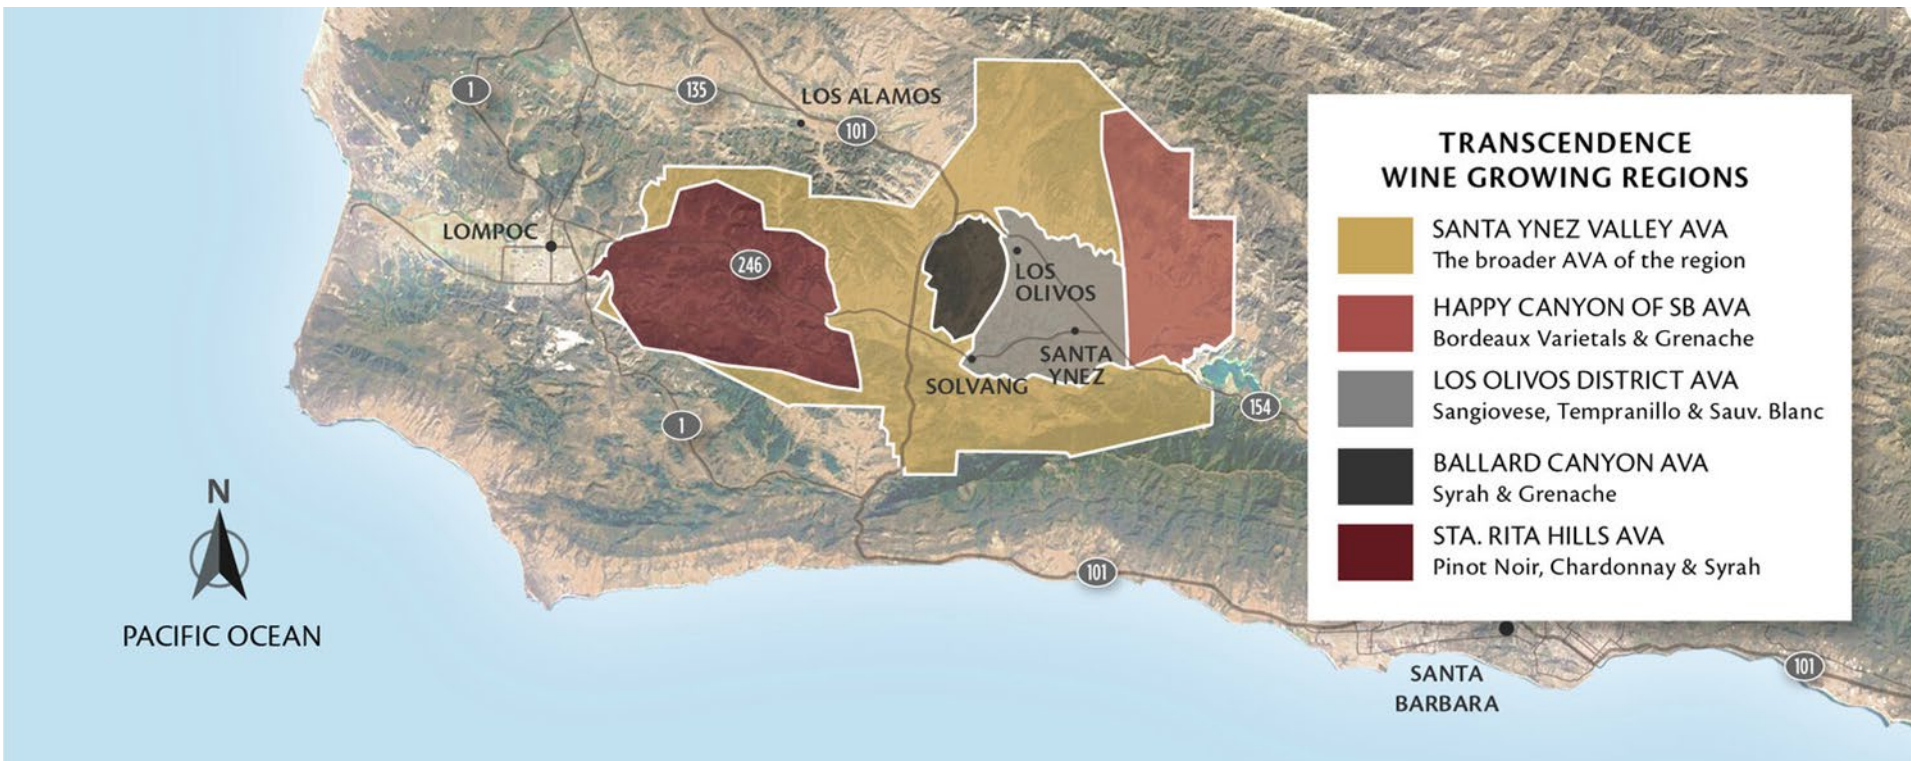 1
135
LOS ALAMOS
101
LOMPOC
246
LOS
OLIVOS
SANTA
YNEZ
SOLVANG
154
1
N
PACIFIC OCEAN
101
SANTA
BARBARA
101
TRANSCENDENCE
WINE GROWING REGIONS
SANTA YNEZ VALLEY AVA
The broader AVA of the region
HAPPY CANYON OF SB AVA
Bordeaux Varietals & Grenache
LOS OLIVOS DISTRICT AVA
Sangiovese, Tempranillo & Sauv. Blanc
BALLARD CANYON AVA
Syrah & Grenache
STA. RITA HILLS AVA
Pinot Noir, Chardonnay & Syrah